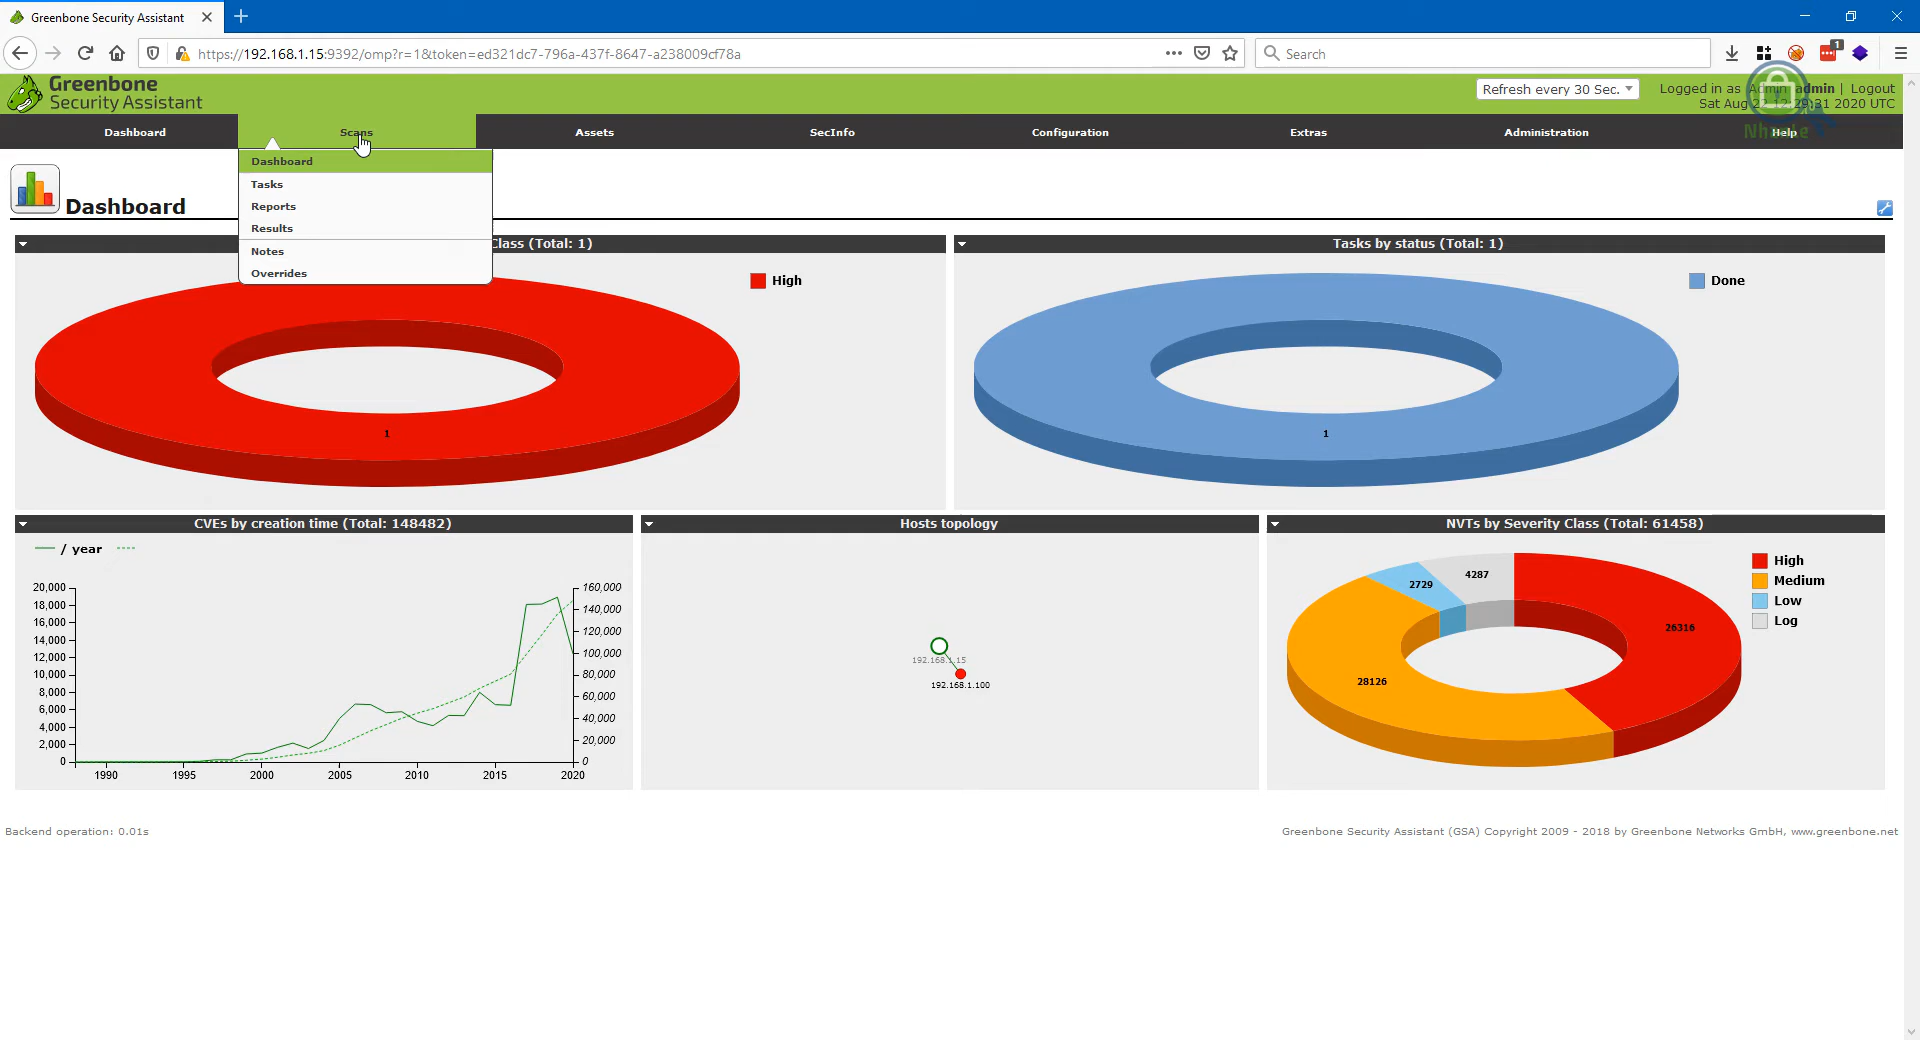 Greenbone Security Assistant
https://192.168.1.15:9392/omp?r=1&token=ed321dc7-796a-437f-8647-a238009cf78a
Search
1
Greenbone
Security Assistant
Refresh every 30 Sec.
Logged in as Admin admin | Logout
Sat Aug 22 12:29:31 2020 UTC
Dashboard
Scans
Assets
SecInfo
Configuration
Extras
Administration
Help
Dashboard
Tasks
Reports
Results
Notes
Overrides
Dashboard
Class (Total: 1)
High
1
Tasks by status (Total: 1)
Done
1
CVEs by creation time (Total: 148482)
/ year
20,000
18,000
16,000
14,000
12,000
10,000
8,000
6,000
4,000
2,000
0
160,000
140,000
120,000
100,000
80,000
60,000
40,000
20,000
0
1990
1995
2000
2005
2010
2015
2020
Hosts topology
192.168.1.15
192.168.1.100
NVTs by Severity Class (Total: 61458)
High
Medium
Low
Log
4287
2729
26316
28126
Backend operation: 0.01s
Greenbone Security Assistant (GSA) Copyright 2009 - 2018 by Greenbone Networks GmbH, www.greenbone.net